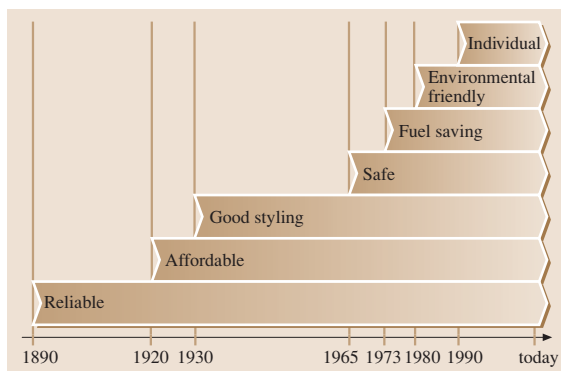 Individual
Environmental
friendly
Fuel saving
Safe
Good styling
Affordable
Reliable
1890 1920 1930 1965 1973 1980 1990 today